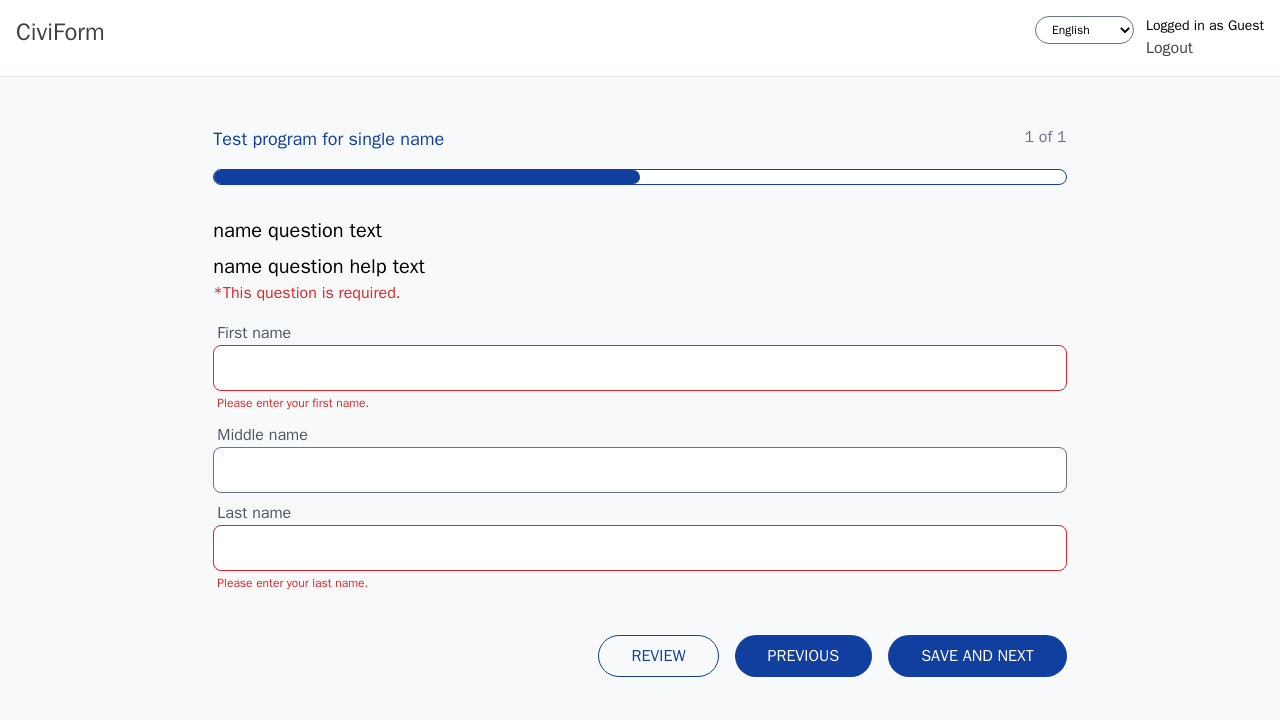 CiviForm
English
Logged in as Guest
Logout
Test program for single name
1 of 1
name question text
name question help text
*This question is required.
First name
Please enter your first name.
Middle name
Last name
Please enter your last name.
REVIEW
PREVIOUS
SAVE AND NEXT